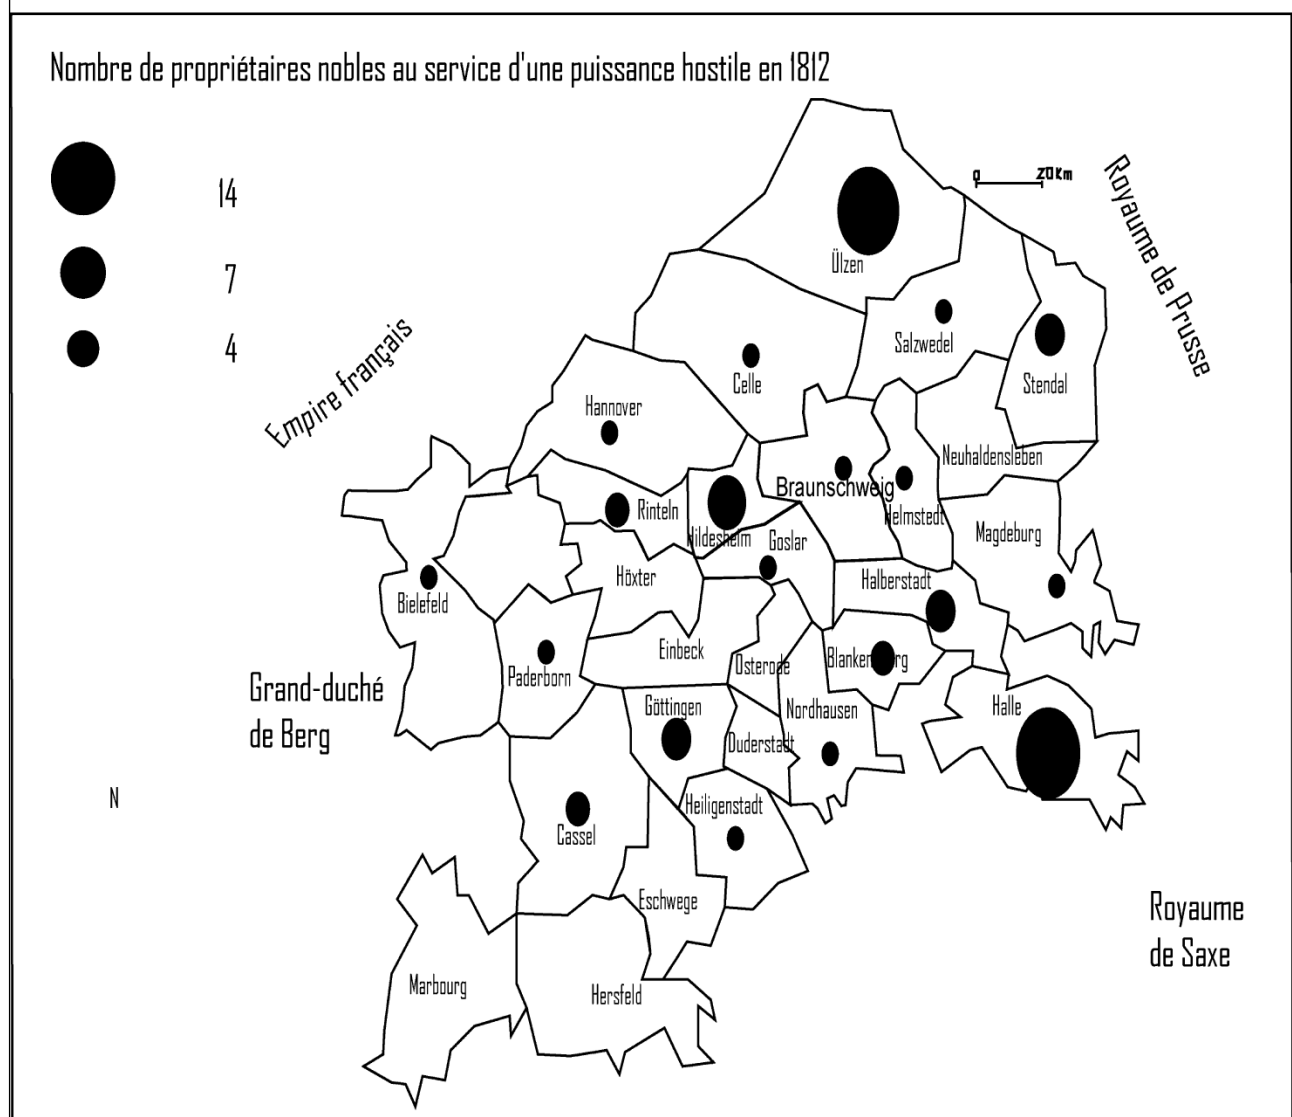 Nombre de propriétaires nobles au service d'une puissance hostile en 1812
14
7
4
0 20Km
Royaume de Prusse
Empire français
Ülzen
Salzwedel
Stendal
Celle
Hannover
Neuhaldensleben
Braunschweig
Helmstedt
Rinteln
Hildesheim
Goslar
Magdeburg
Höxter
Halberstadt
Bielefeld
Paderborn
Einbeck
Osterode
Blankenberg
Grand-duché
de Berg
Göttingen
Nordhausen
Halle
Duderstadt
N
Heiligenstadt
Cassel
Eschwege
Royaume
de Saxe
Marbourg
Hersfeld